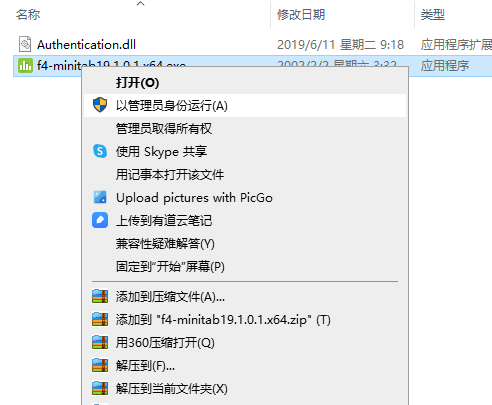 名称 修改日期 类型
Authentication.dll 2019/6/11 星期二 9:18 应用程序扩展
f4-minitab19.1.0.1.x64.exe 2002/2/2 星期六 3:32 应用程序
打开(O)
以管理员身份运行(A)
管理员取得所有权
使用 Skype 共享
用记事本打开该文件
Upload pictures with PicGo
上传到有道云笔记
兼容性疑难解答(Y)
固定到"开始"屏幕(P)
添加到压缩文件(A)...
添加到 "f4-minitab19.1.0.1.x64.zip" (T)
用360压缩打开(Q)
解压到(F)...
解压到当前文件夹(X)